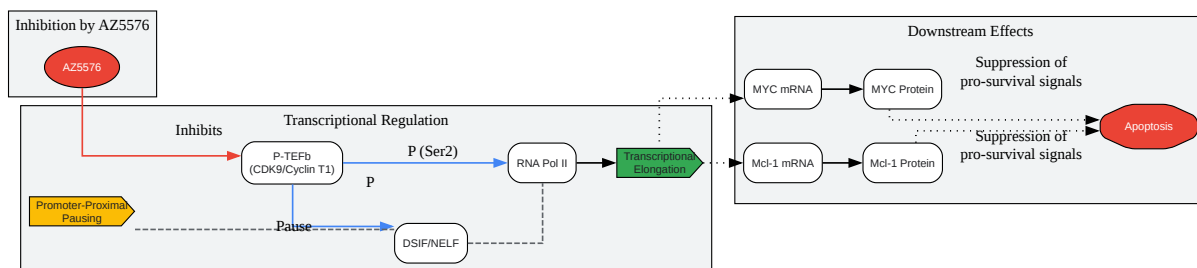 Inhibition by AZ5576
AZ5576
Transcriptional Regulation
Inhibits
P-TEFb
(CDK9/Cyclin T1)
P (Ser2)
P
RNA Pol II
Transcriptional
Elongation
Promoter-Proximal
Pausing
Pause
DSIF/NELF
Downstream Effects
MYC mRNA
MYC Protein
Suppression of
pro-survival signals
Mcl-1 mRNA
Mcl-1 Protein
Suppression of
pro-survival signals
Apoptosis